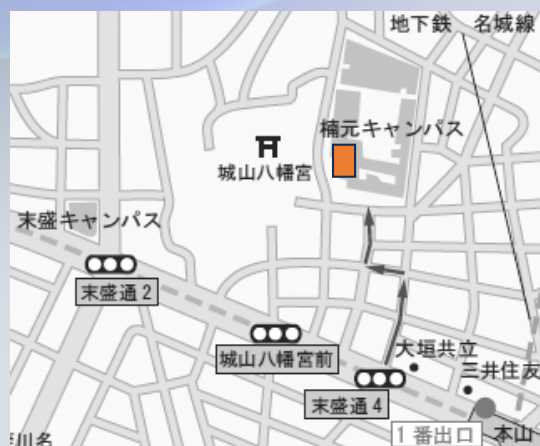 地下鉄 名城線
楠元キャンパス
城山八幡宮
末盛キャンパス
末盛通2
城山八幡宮前
大垣共立
三井住友
末盛通4
1番出口 本山
川名